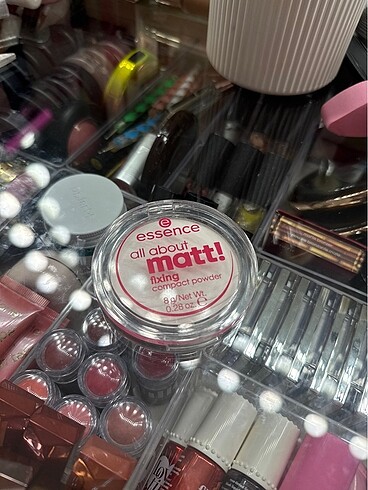 essence
all about
matt!
fixing
compact powder
8 g/Net Wt.
0.28 oz. e